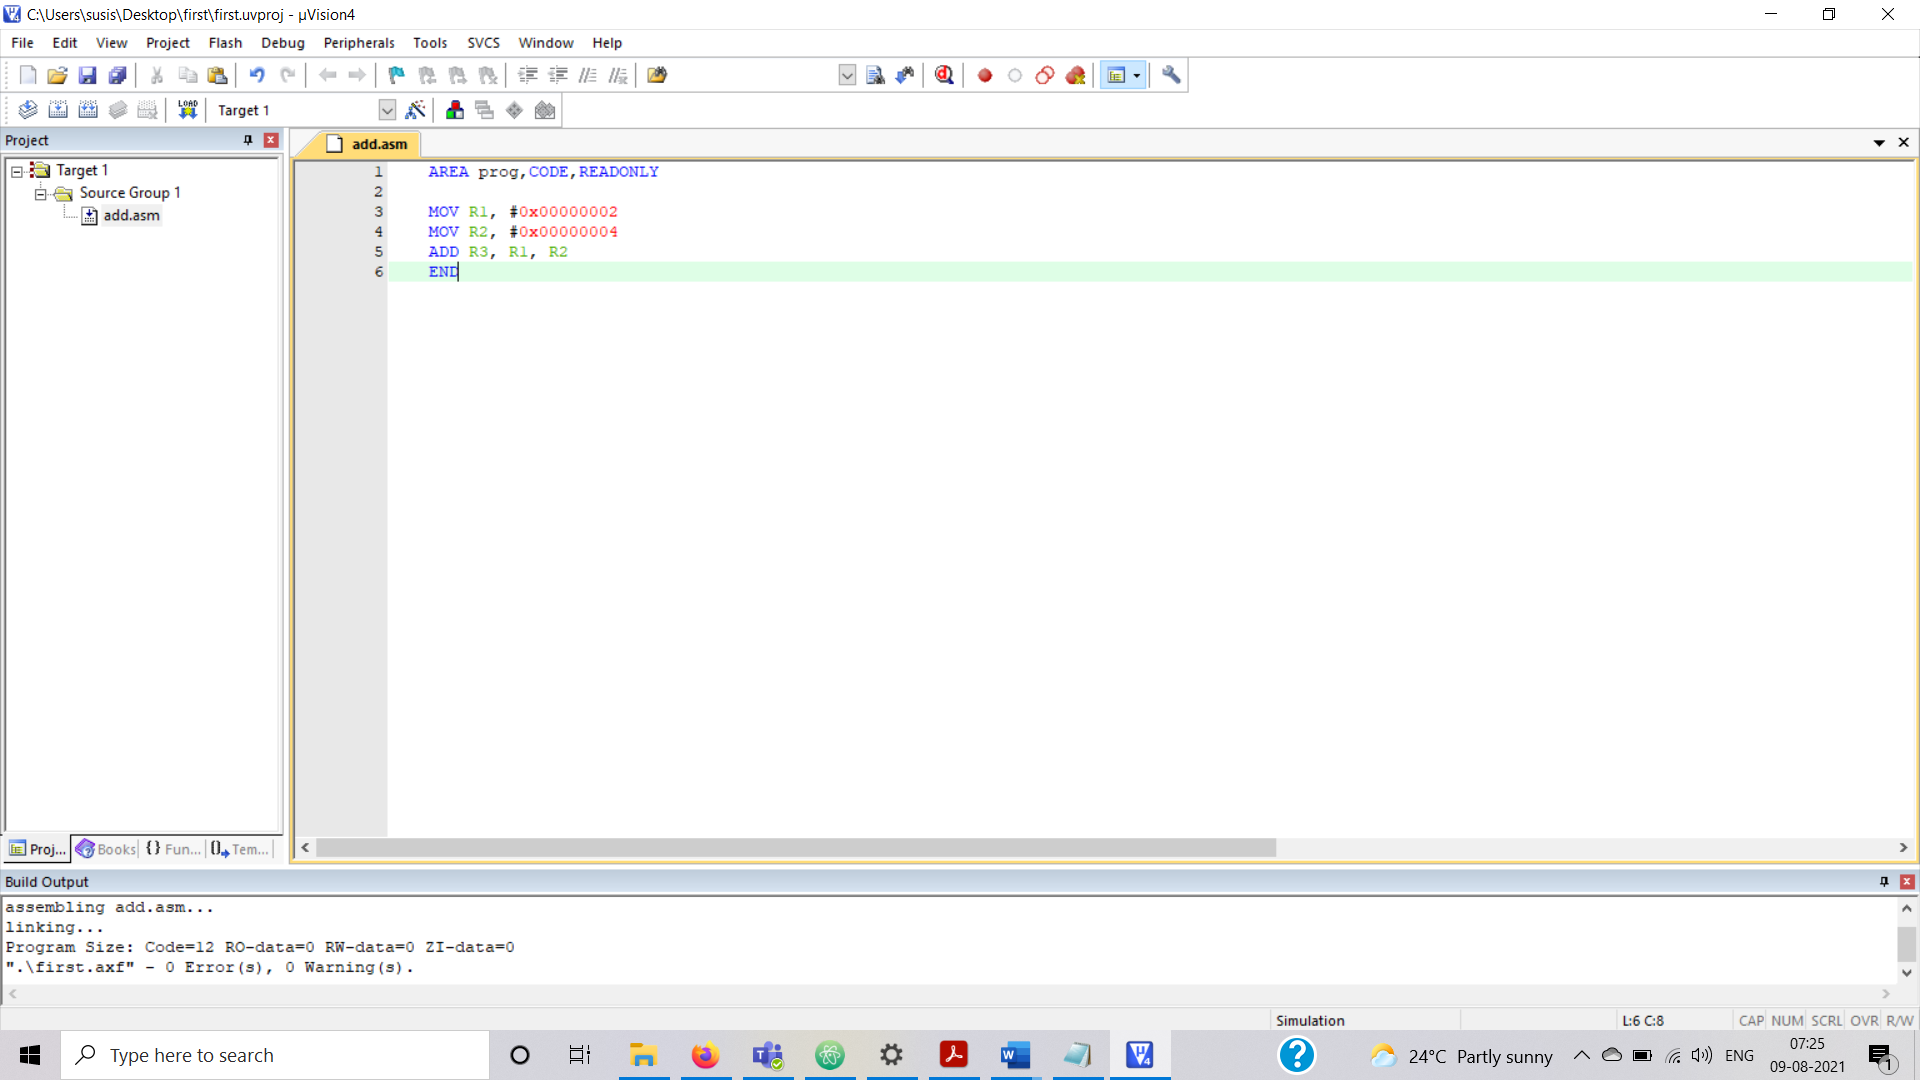 C:\Users\susis\Desktop\first\first.uvproj - µVision4
File Edit View Project Flash Debug Peripherals Tools SVCS Window Help
LOAD Target 1
Project
add.asm
Target 1
Source Group 1
add.asm
1 AREA prog,CODE,READONLY
2
3 MOV R1, #0x00000002
4 MOV R2, #0x00000004
5 ADD R3, R1, R2
6 END
Proj... Books {} Fun... Tem...
Build Output
assembling add.asm...
linking...
Program Size: Code=12 RO-data=0 RW-data=0 ZI-data=0
".\first.axf" - 0 Error(s), 0 Warning(s).
Simulation L:6 C:8 CAP NUM SCRL OVR R/W
Type here to search
24°C Partly sunny
ENG
07:25
09-08-2021
1